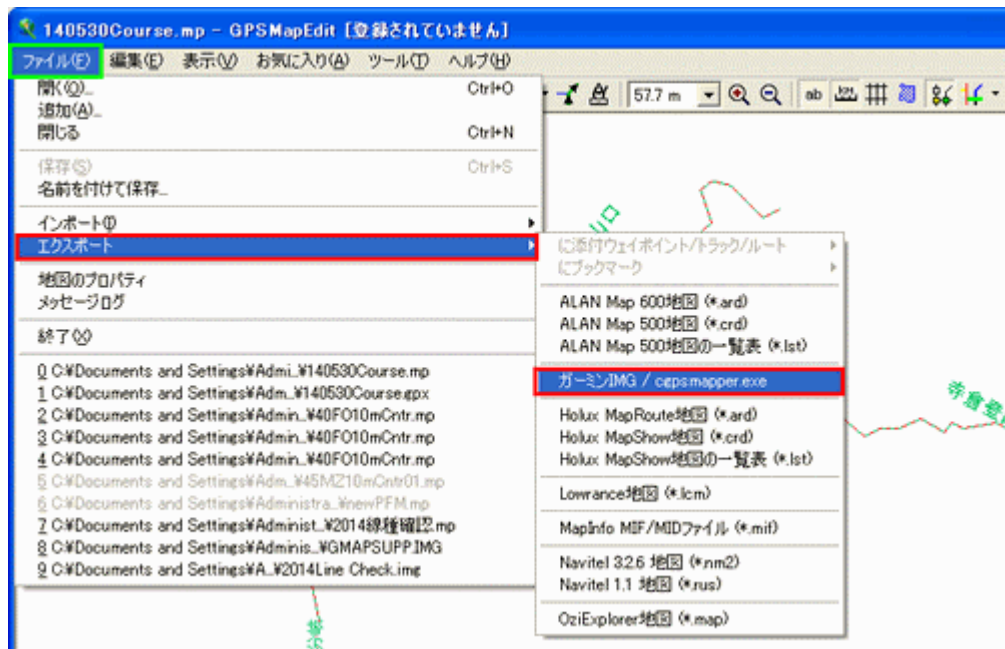 140530Course.mp - GPSMapEdit [登録されていません]
ファイル(F) 編集(E) 表示(V) お気に入り(A) ツール(T) ヘルプ(H)
57.7 m
ab
開く(O)... Ctrl+O
追加(A)...
閉じる Ctrl+N
保存(S) Ctrl+S
名前を付けて保存...
インポート(I)
エクスポート
地図のプロパティ
メッセージログ
終了(X)
0 C:¥Documents and Settings¥Admi..¥140530Course.mp
1 C:¥Documents and Settings¥Adm..¥140530Course.gpx
2 C:¥Documents and Settings¥Admin..¥40FO10mCntr.mp
3 C:¥Documents and Settings¥Admin..¥40FO10mCntr.mp
4 C:¥Documents and Settings¥Admin..¥40FO10mCntr.mp
5 C:¥Documents and Settings¥Adm..¥45MZ10mCntr01.mp
6 C:¥Documents and Settings¥Administra..¥newPFM.mp
7 C:¥Documents and Settings¥Administ..¥2014線種確認.mp
8 C:¥Documents and Settings¥Adminis..¥GMAPSUPP.IMG
9 C:¥Documents and Settings¥A..¥2014Line Check.img
に添付ウェイポイント/トラック/ルート
にブックマーク
ALAN Map 600地図 (*.ard)
ALAN Map 500地図 (*.crd)
ALAN Map 500地図の一覧表 (*.lst)
ガーミンIMG / cgpsmapper.exe
Holux MapRoute地図 (*.ard)
Holux MapShow地図 (*.crd)
Holux MapShow地図の一覧表 (*.lst)
Lowrance地図 (*.lcm)
MapInfo MIF/MIDファイル (*.mif)
Navitel 3.2.6 地図 (*.nm2)
Navitel 1.1 地図 (*.rus)
OziExplorer地図 (*.map)